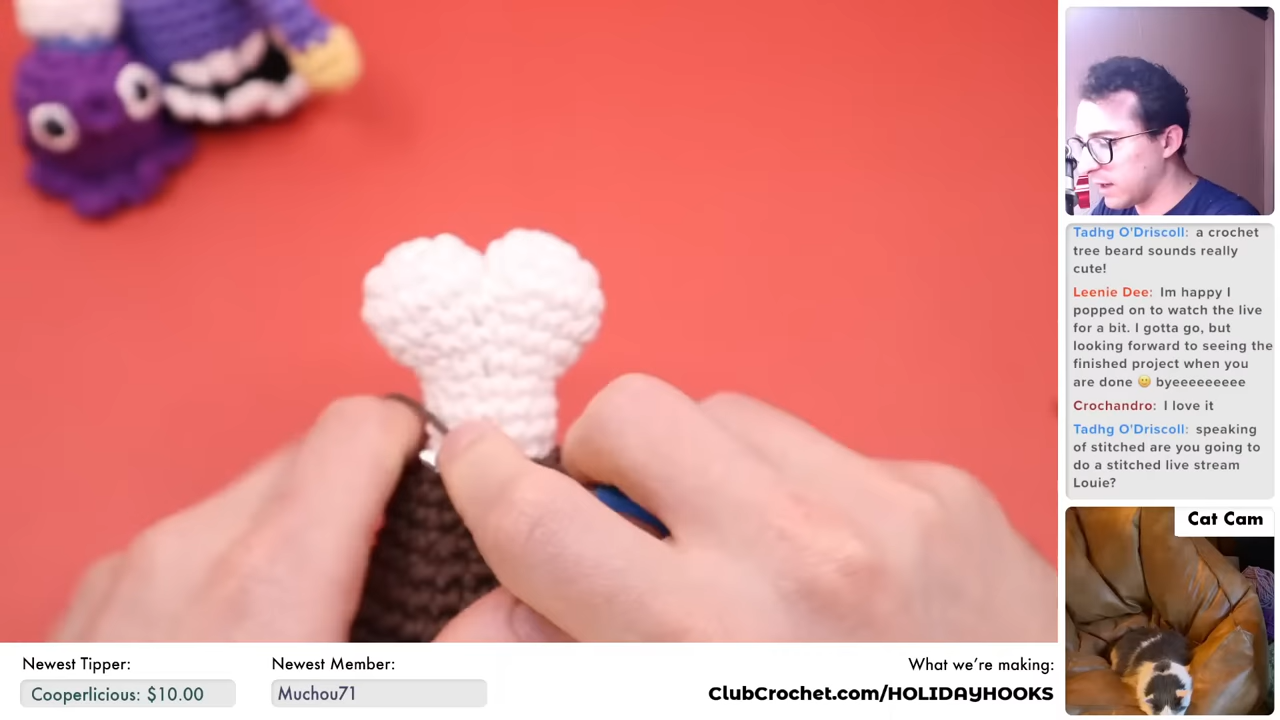 Tadhg O'Driscoll: a crochet
tree beard sounds really
cute!
Leenie Dee: Im happy I
popped on to watch the live
for a bit. I gotta go, but
looking forward to seeing the
finished project when you
are done 🙂 byeeeeeeeee
Crochandro: I love it
Tadhg O'Driscoll: speaking
of stitched are you going to
do a stitched live stream
Louie?
Cat Cam
Newest Tipper:
Cooperlicious: $10.00
Newest Member:
Muchou71
What we're making:
ClubCrochet.com/HOLIDAYHOOKS